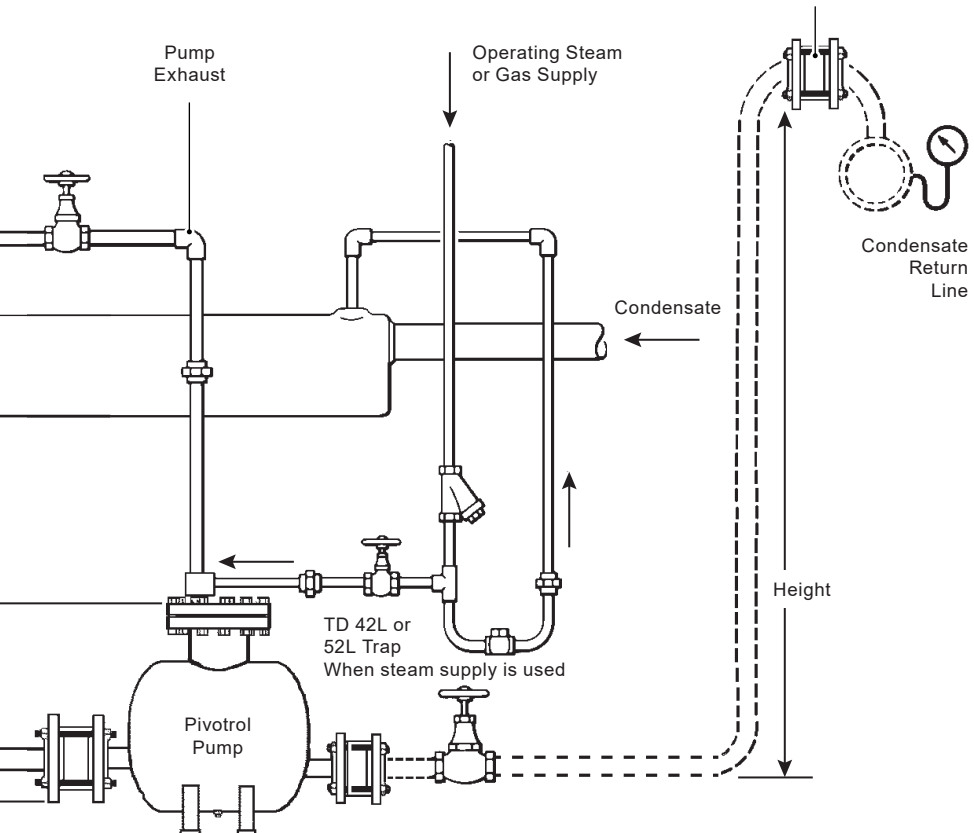 Pump
Exhaust
Operating Steam
or Gas Supply
Condensate
Return
Line
Condensate
Height
TD 42L or
52L Trap
When steam supply is used
Pivotrol
Pump